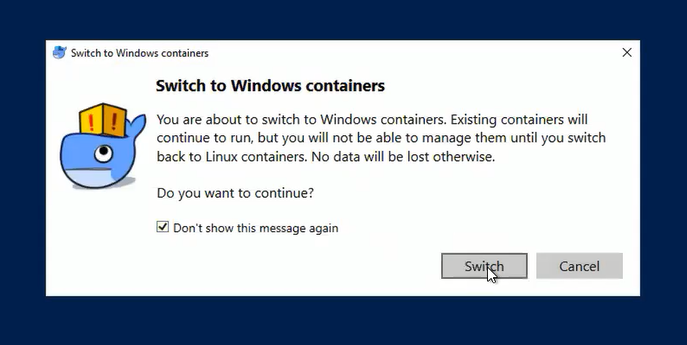 Switch to Windows containers
Switch to Windows containers
You are about to switch to Windows containers. Existing containers will
continue to run, but you will not be able to manage them until you switch
back to Linux containers. No data will be lost otherwise.
Do you want to continue?
Don't show this message again
Switch
Cancel